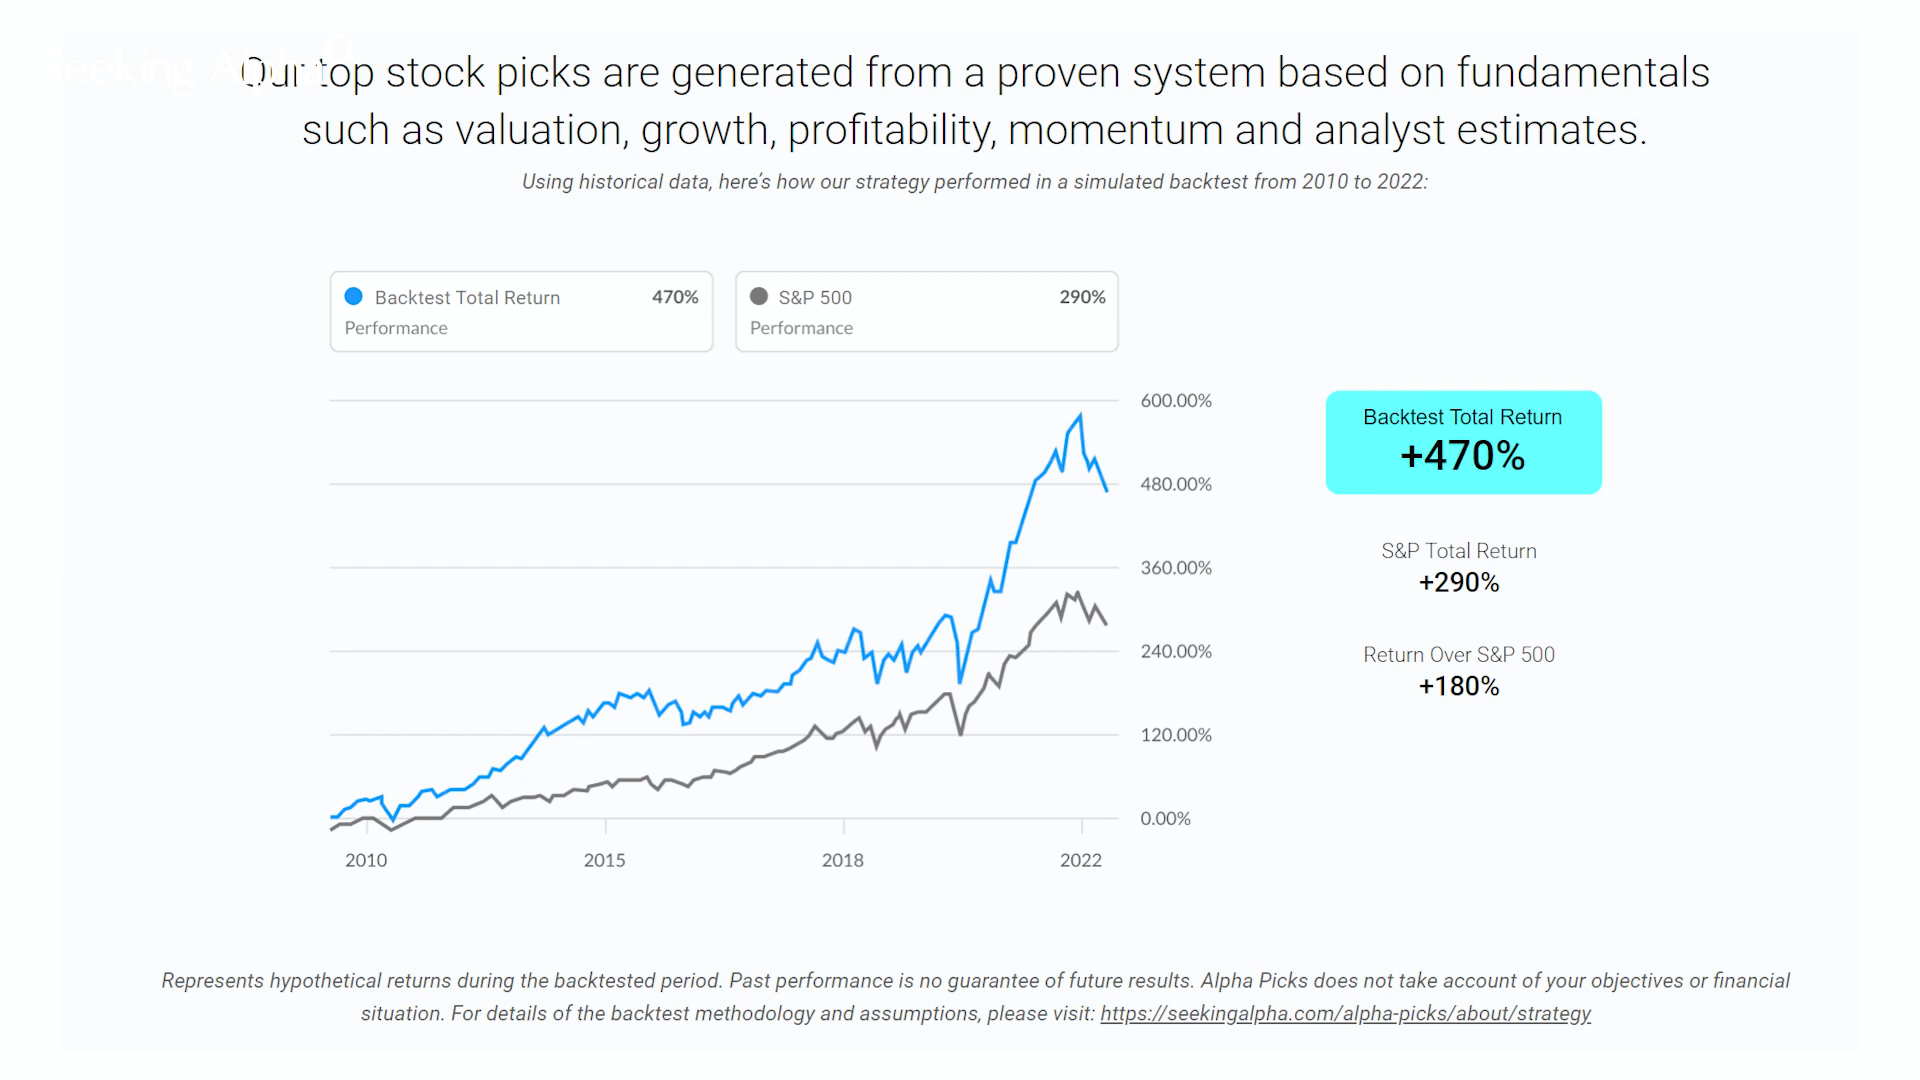 Our top stock picks are generated from a proven system based on fundamentals
such as valuation, growth, profitability, momentum and analyst estimates.
Using historical data, here’s how our strategy performed in a simulated backtest from 2010 to 2022:
Backtest Total Return 470%
Performance
S&P 500 290%
Performance
600.00%
480.00%
360.00%
240.00%
120.00%
0.00%
2010 2015 2018 2022
Backtest Total Return
+470%
S&P Total Return
+290%
Return Over S&P 500
+180%
Represents hypothetical returns during the backtested period. Past performance is no guarantee of future results. Alpha Picks does not take account of your objectives or financial
situation. For details of the backtest methodology and assumptions, please visit: https://seekingalpha.com/alpha-picks/about/strategy